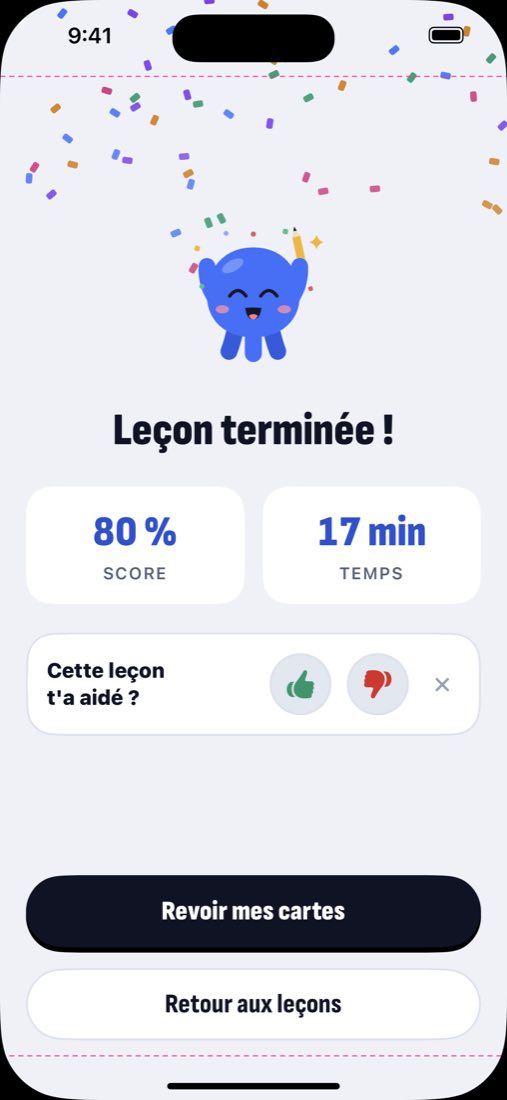 9:41
Leçon terminée !
80 %
SCORE
17 min
TEMPS
Cette leçon
t'a aidé ?
Revoir mes cartes
Retour aux leçons